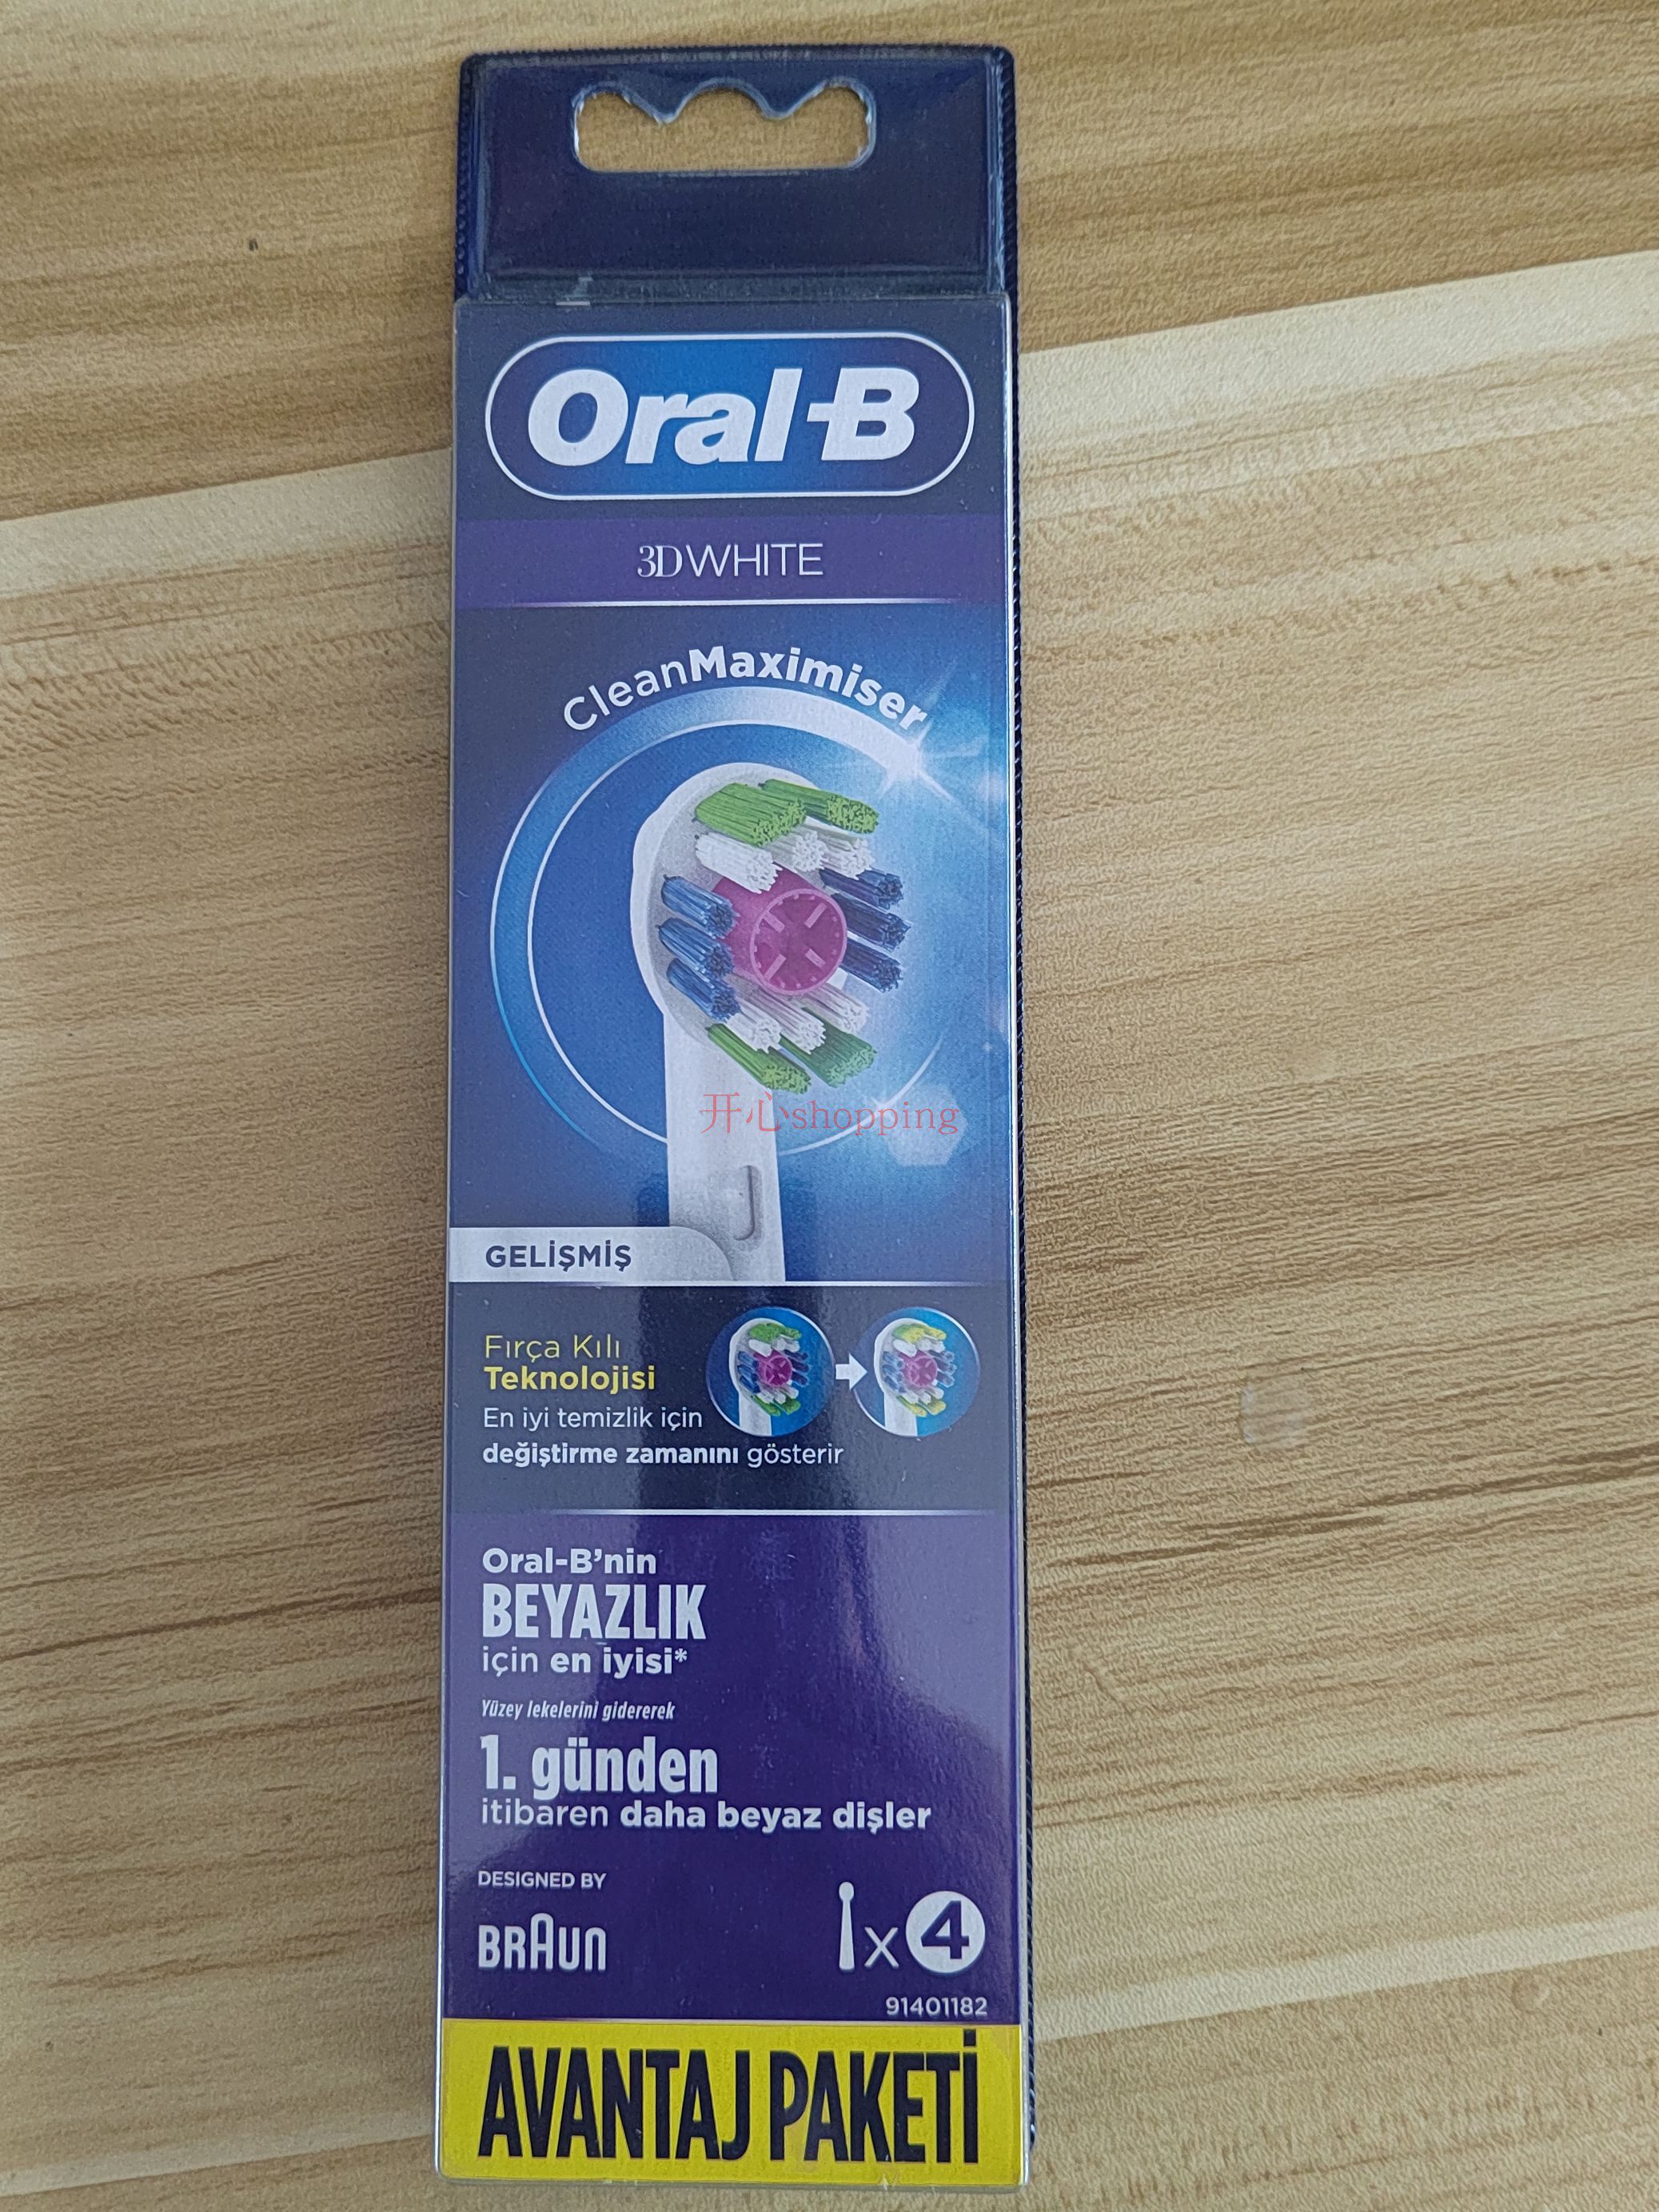 Oral-B
3DWHITE
CleanMaximiser
开心shopping
GELİŞMİŞ
Fırça Kılı
Teknolojisi
En iyi temizlik için
değiştirme zamanını gösterir
Oral-B'nin
BEYAZLIK
için en iyisi*
Yüzey lekelerini gidererek
1. günden
itibaren daha beyaz dişler
DESIGNED BY
BRAUN
x 4
91401182
AVANTAJ PAKETİ